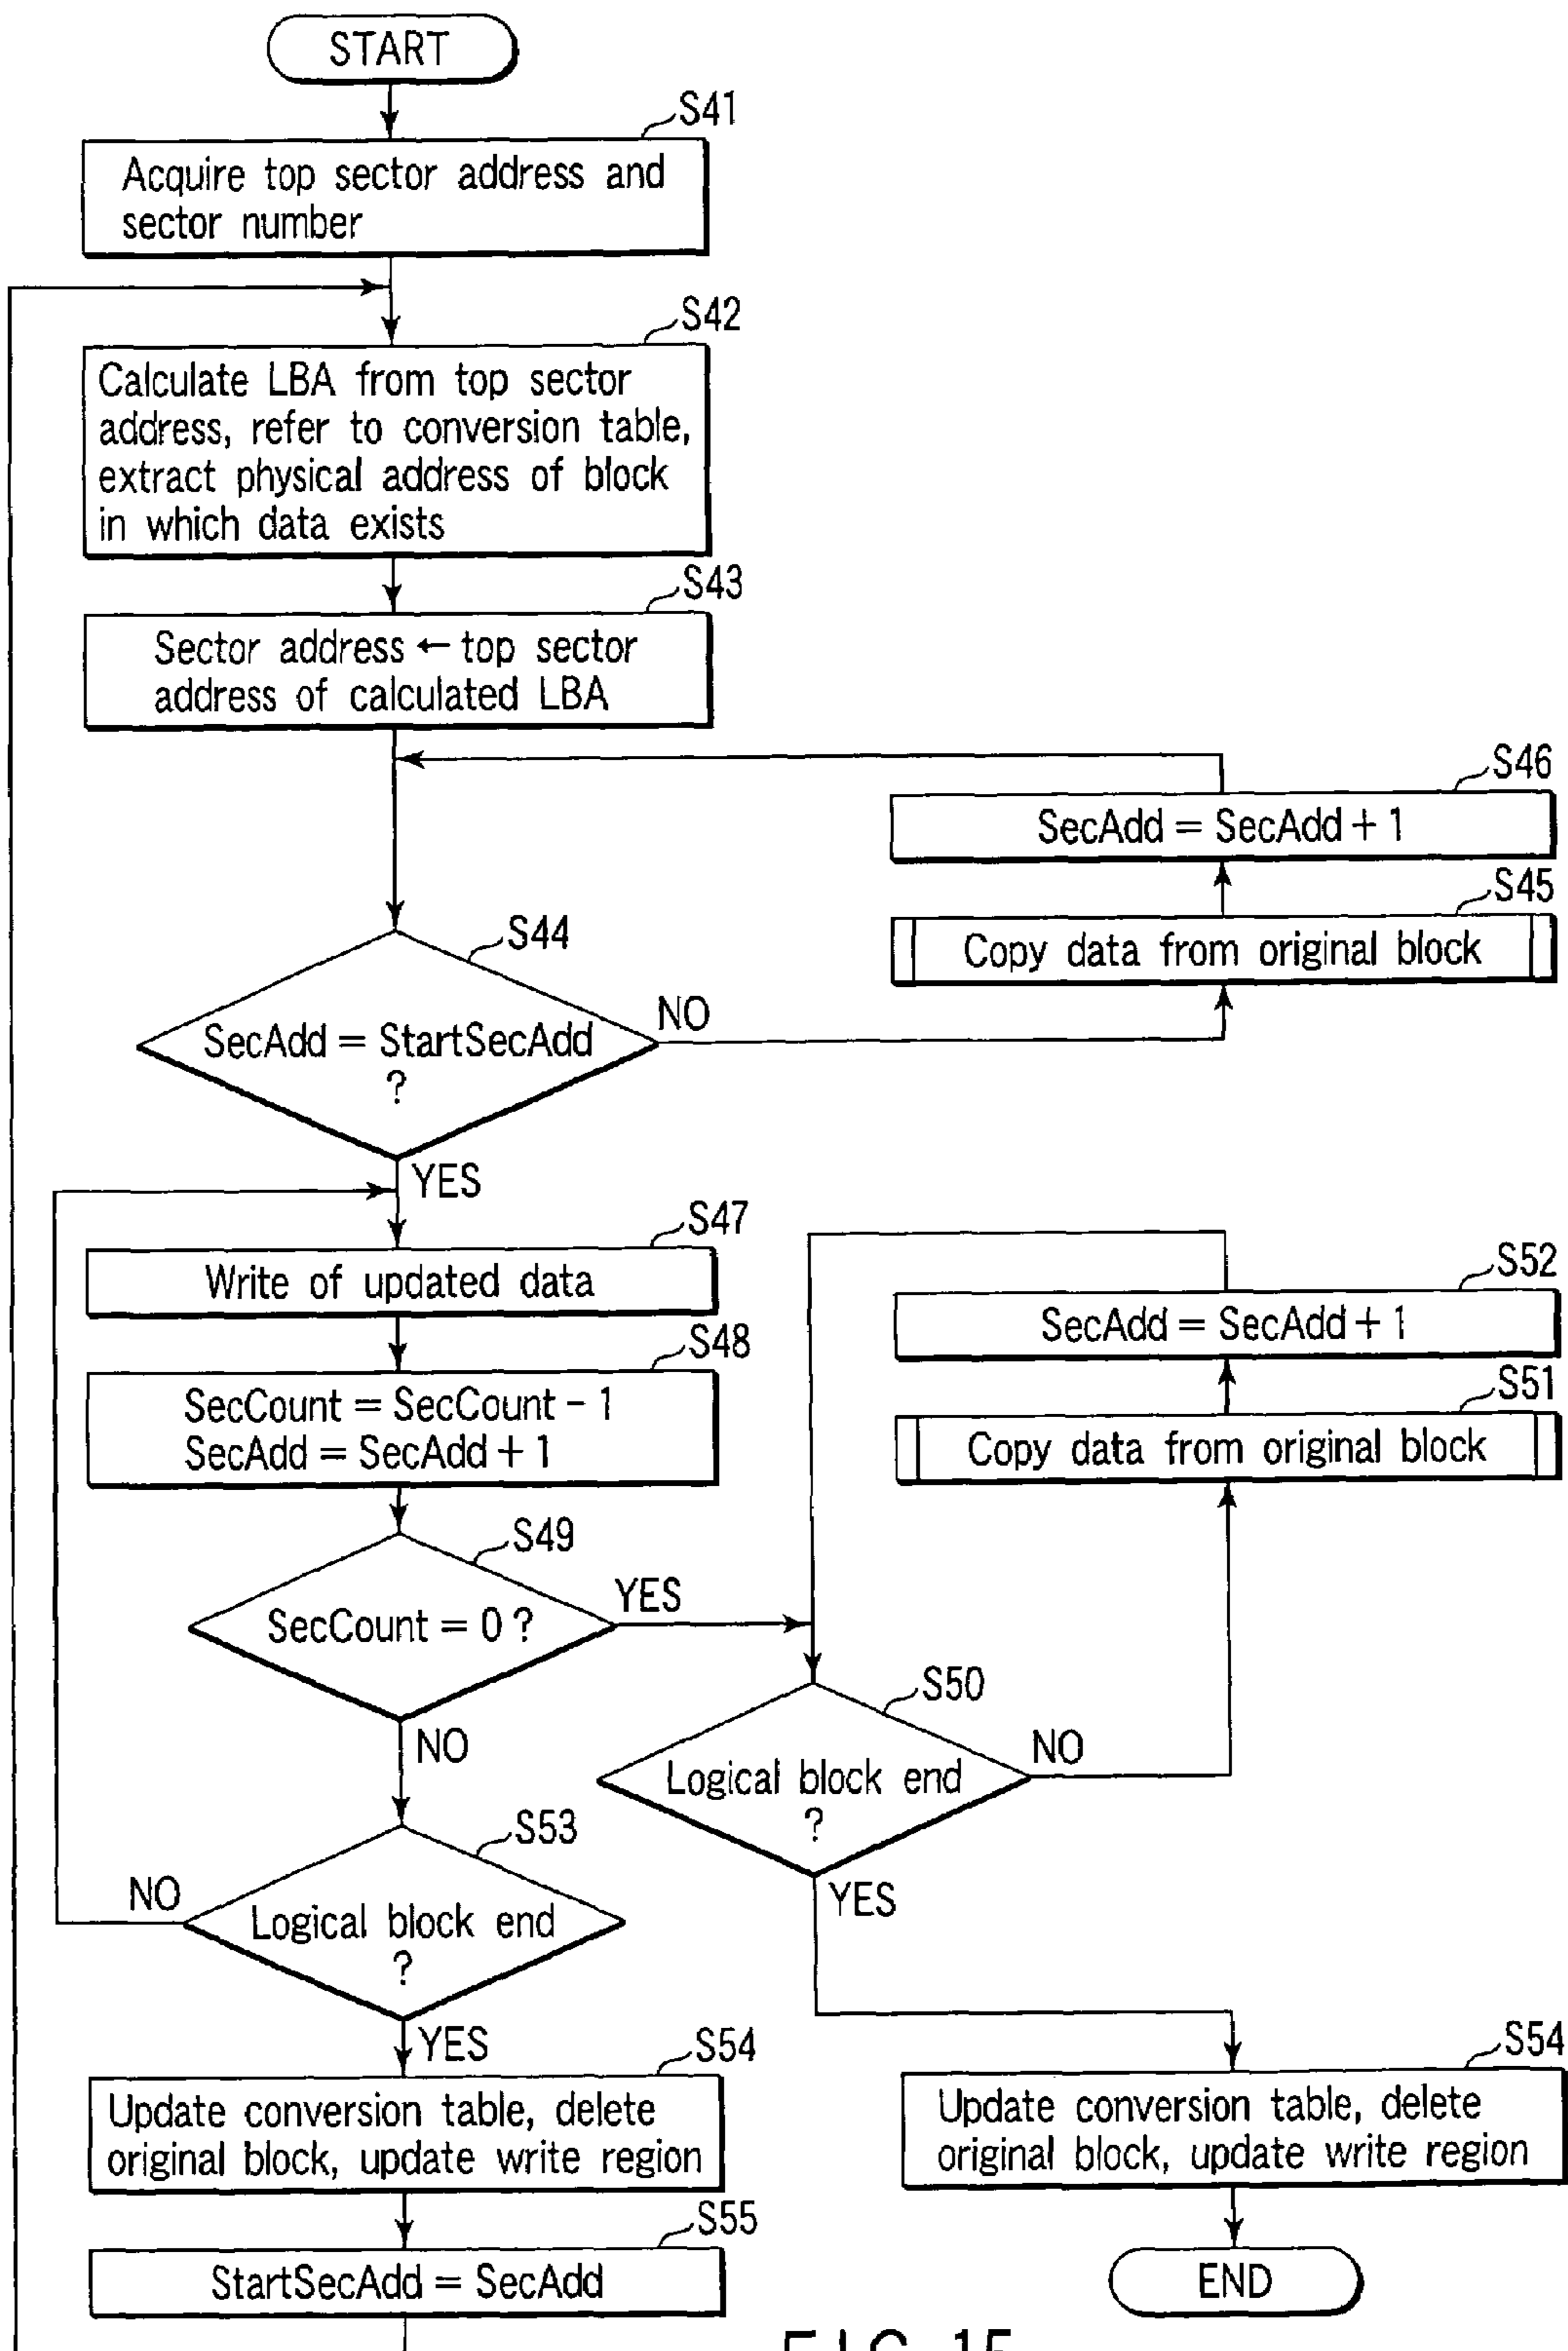 START
S41
Acquire top sector address and
sector number
S42
Calculate LBA from top sector
address, refer to conversion table,
extract physical address of block
in which data exists
S43
Sector address ← top sector
address of calculated LBA
S46
SecAdd = SecAdd + 1
S45
Copy data from original block
S44
SecAdd = StartSecAdd
?
NO
YES
S47
Write of updated data
S48
SecCount = SecCount - 1
SecAdd = SecAdd + 1
S52
SecAdd = SecAdd + 1
S51
Copy data from original block
S49
SecCount = 0 ?
YES
NO
S50
Logical block end
?
NO
YES
S53
Logical block end
?
NO
YES
S54
Update conversion table, delete
original block, update write region
S54
Update conversion table, delete
original block, update write region
S55
StartSecAdd = SecAdd
END
FIG. 15